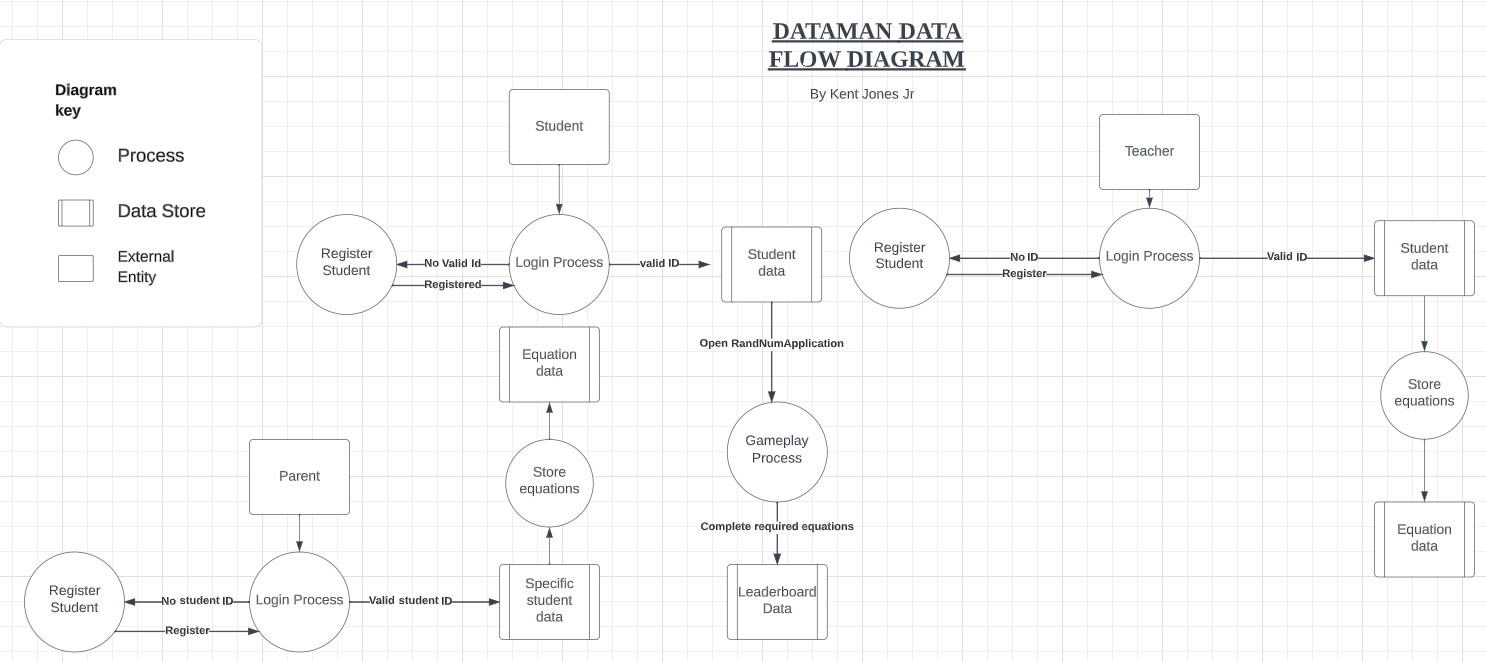 DATAMAN DATA
FLOW DIAGRAM
By Kent Jones Jr
Diagram
key
Process
Data Store
External
Entity
Student
Register
Student
No Valid Id
Registered
Login Process
valid ID
Student
data
Open RandNumApplication
Gameplay
Process
Complete required equations
Leaderboard
Data
Teacher
Register
Student
No ID
Register
Login Process
Valid ID
Student
data
Store
equations
Equation
data
Parent
Register
Student
No student ID
Register
Login Process
Valid student ID
Specific
student
data
Store
equations
Equation
data